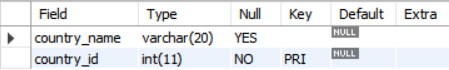 Field Type Null Key Default Extra
country_name varchar(20) YES NULL
country_id int(11) NO PRI NULL